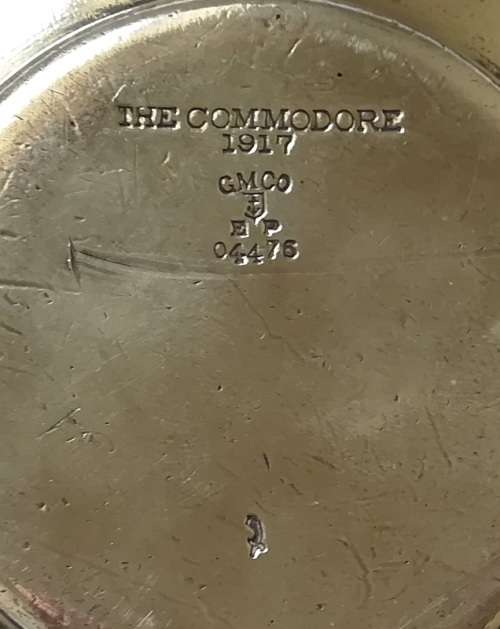 THE COMMODORE
1917
GMCo
E P
04476